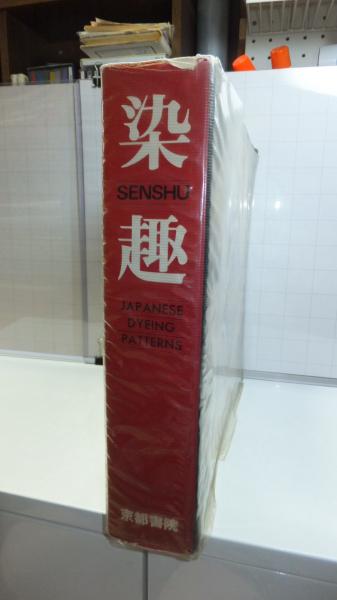 染
SENSHU
趣
JAPANESE
DYEING
PATTERNS
京都書院